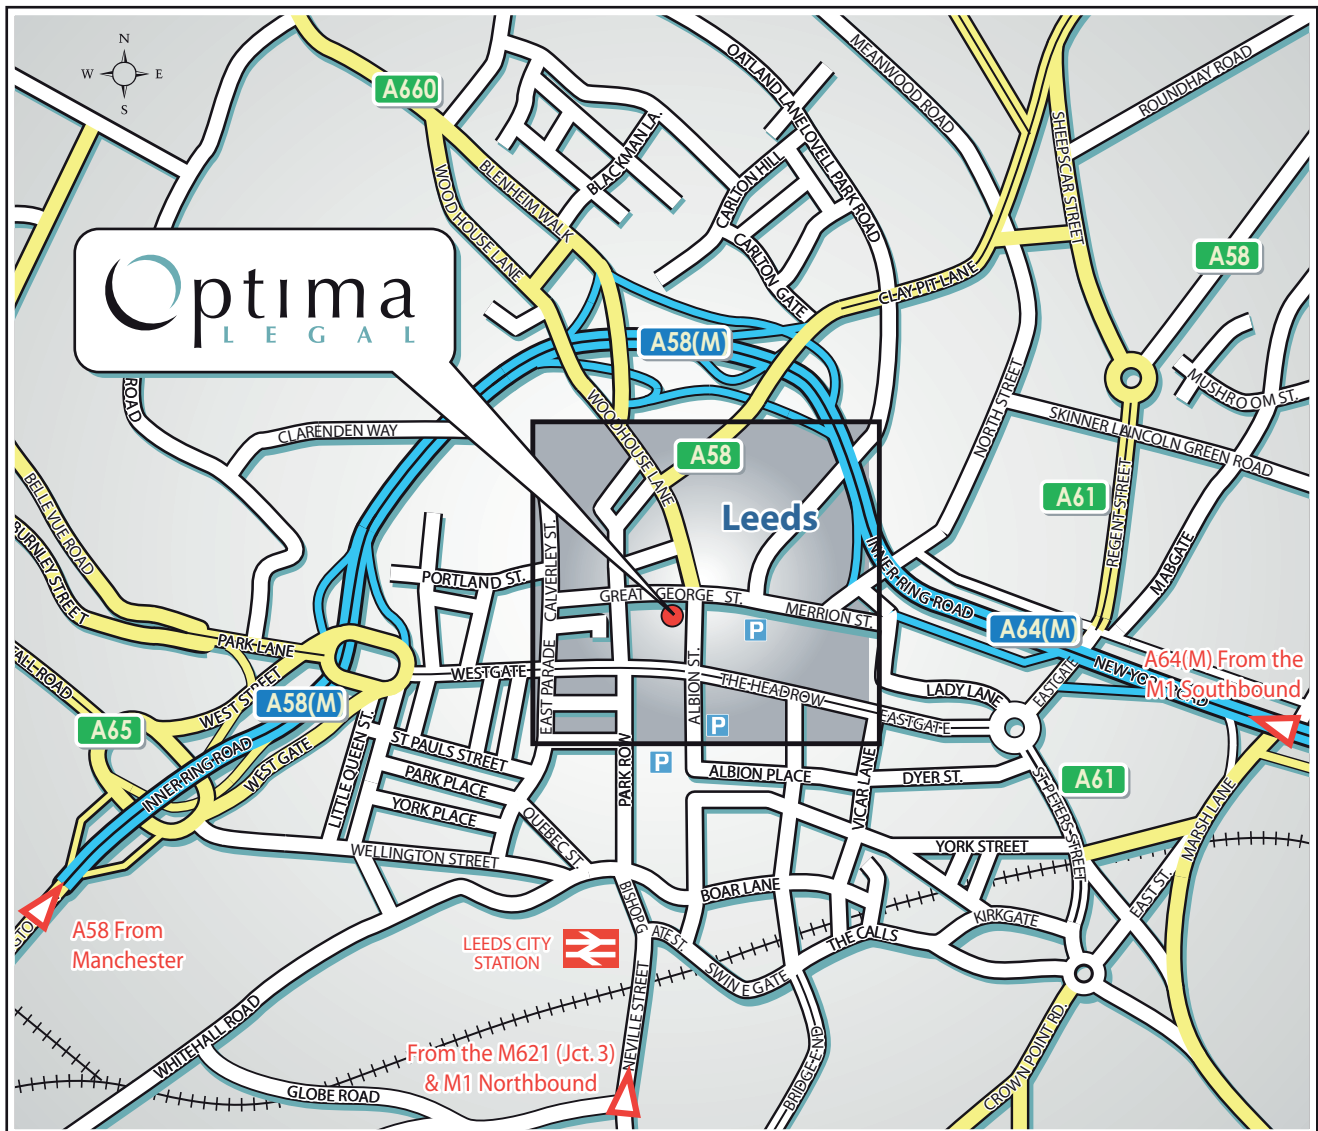 N
W E
S
A660
OATLAND LANE
MEANWOOD ROAD
ROUNDHAY ROAD
SHEEPSCAR STREET
BLACKMAN LA.
LOVELL PARK ROAD
CARLTON HILL
BLENHEIM WALK
WOODHOUSE LANE
CARLTON GATE
A58
CLAY PIT LANE
Optima
LEGAL
A58(M)
ROAD
NORTH STREET
MUSHROOM ST.
WOODHOUSE LANE
SKINNER L
LINCOLN GREEN ROAD
CLARENDEN WAY
A58
REGENT STREET
A61
Leeds
BELLEVUE ROAD
BURNLEY STREET
CALVERLEY ST.
INNER RING ROAD
MABGATE
PORTLAND ST.
GREAT GEORGE ST.
MERRION ST.
P
A64(M)
PARK LANE
WESTGATE
EAST PARADE
ALBION ST.
THE HEADROW
LADY LANE
EASTGATE
NEW YORK ROAD
A64(M) From the
M1 Southbound
WEST STREET
A58(M)
A65
EASTGATE
P
INNER RING ROAD
WEST GATE
LITTLE QUEEN ST.
ST PAULS STREET
PARK PLACE
YORK PLACE
PARK ROW
P
ALBION PLACE
VICAR LANE
DYER ST.
A61
ST PETERS STREET
MARSH LANE
QUEBEC ST.
WELLINGTON STREET
YORK STREET
BOAR LANE
EAST ST.
KIRKGATE
BISHOPGATE ST.
THE CALLS
A58 From
Manchester
LEEDS CITY
STATION
SWINEGATE
NEVILLE STREET
WHITEHALL ROAD
From the M621 (Jct. 3)
& M1 Northbound
GLOBE ROAD
BRIDGE END
CROWN POINT RD.